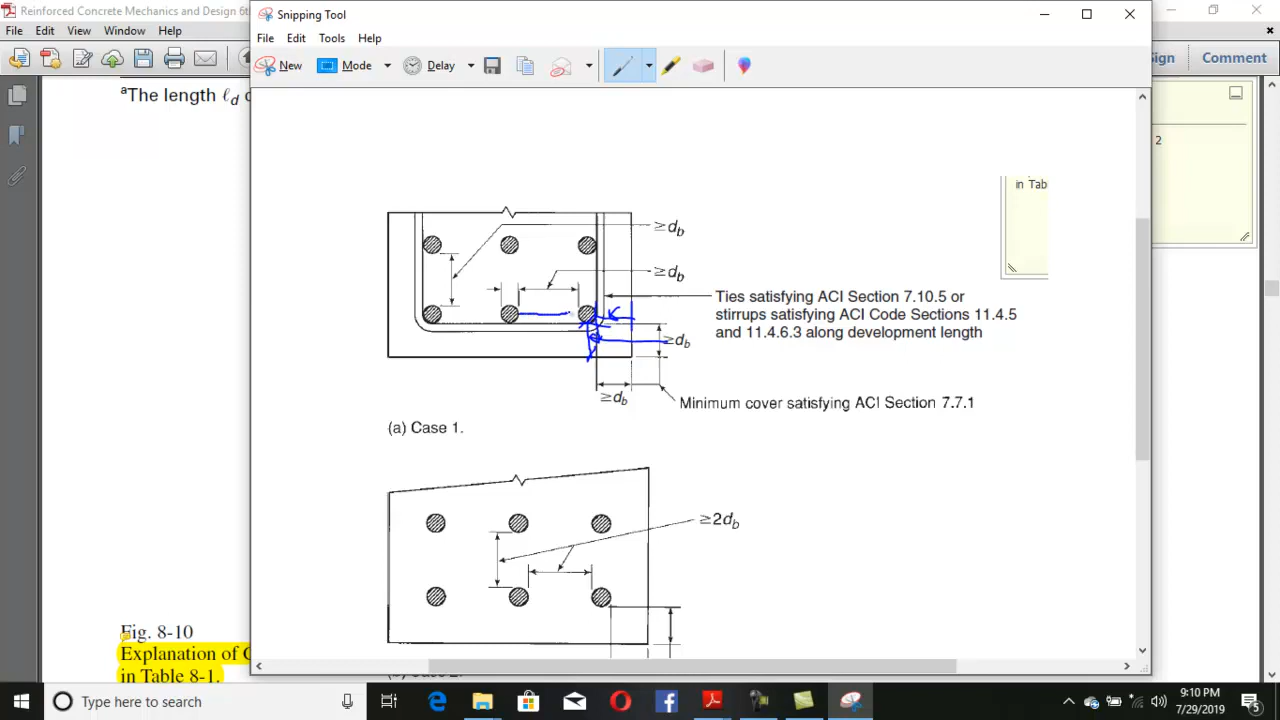 Reinforced Concrete Mechanics and Design 6t
Snipping Tool
File Edit View Window Help
File Edit Tools Help
New Mode Delay
Sign Comment
ᵃThe length ℓd
2
in Tab
≥db
≥db
Ties satisfying ACI Section 7.10.5 or
stirrups satisfying ACI Code Sections 11.4.5
and 11.4.6.3 along development length
≥db
≥db
Minimum cover satisfying ACI Section 7.7.1
(a) Case 1.
≥2db
Fig. 8-10
Explanation of C
in Table 8-1.
Type here to search
9:10 PM
7/29/2019
5